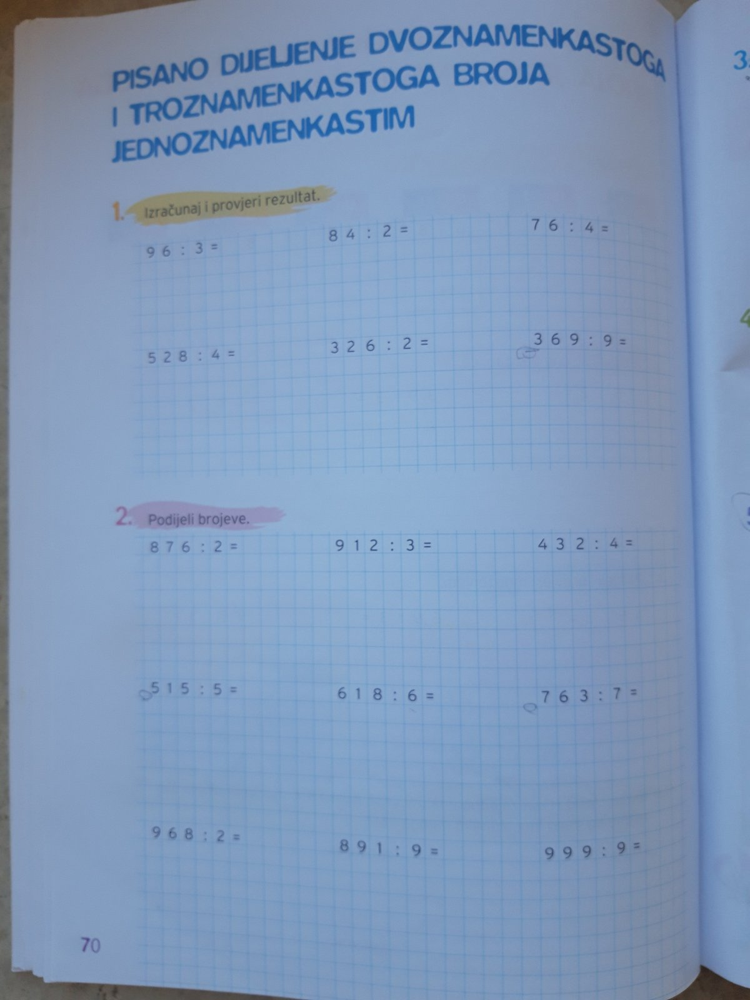 PISANO DIJELJENJE DVOZNAMENKASTOGA
I TROZNAMENKASTOGA BROJA
JEDNOZNAMENKASTIM
1. Izračunaj i provjeri rezultat.
96 : 3 = 84 : 2 = 76 : 4 =
528 : 4 = 326 : 2 = 369 : 9 =
2. Podijeli brojeve.
876 : 2 = 912 : 3 = 432 : 4 =
515 : 5 = 618 : 6 = 763 : 7 =
968 : 2 = 891 : 9 = 999 : 9 =
70
3